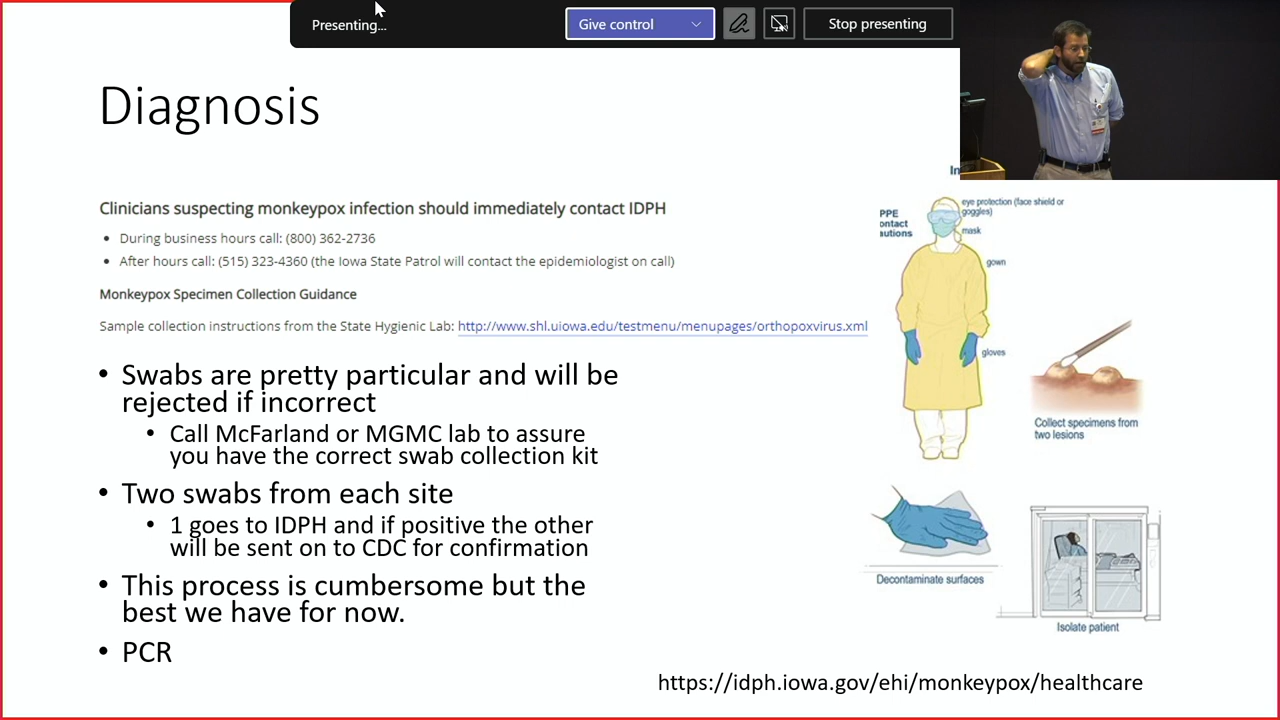 Presenting...
Give control
Stop presenting
Diagnosis
Clinicians suspecting monkeypox infection should immediately contact IDPH
• During business hours call: (800) 362-2736
• After hours call: (515) 323-4360 (the Iowa State Patrol will contact the epidemiologist on call)
Monkeypox Specimen Collection Guidance
Sample collection instructions from the State Hygienic Lab: http://www.shl.uiowa.edu/testmenu/menupages/orthopoxvirus.xml
• Swabs are pretty particular and will be
rejected if incorrect
• Call McFarland or MGMC lab to assure
you have the correct swab collection kit
• Two swabs from each site
• 1 goes to IDPH and if positive the other
will be sent on to CDC for confirmation
• This process is cumbersome but the
best we have for now.
• PCR
In
PPE
ontact
autions
eye protection (face shield or
goggles)
mask
gown
gloves
Collect specimens from
two lesions
Decontaminate surfaces
Isolate patient
https://idph.iowa.gov/ehi/monkeypox/healthcare